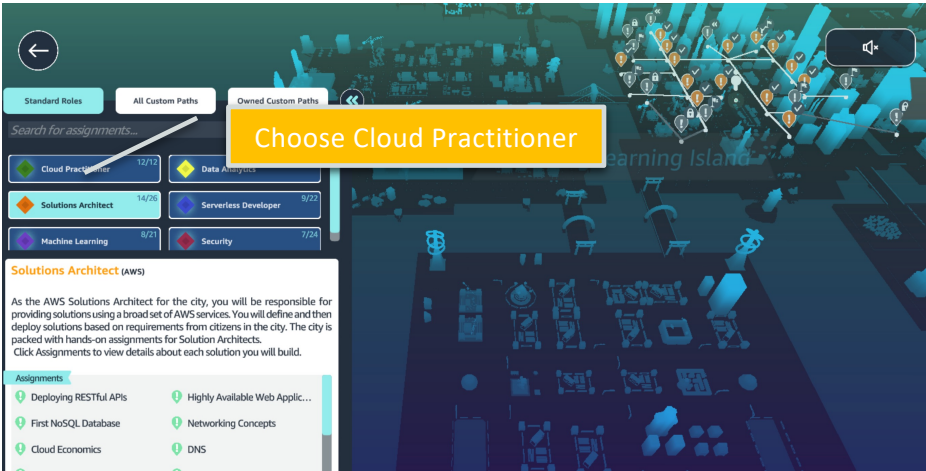 Standard Roles
All Custom Paths
Owned Custom Paths
Search for assignments...
Choose Cloud Practitioner
Cloud Practitioner 12/12
Data Analytics
Solutions Architect 14/26
Serverless Developer 9/22
Machine Learning 8/21
Security 7/24
earning Island
Solutions Architect (AWS)
As the AWS Solutions Architect for the city, you will be responsible for
providing solutions using a broad set of AWS services. You will define and then
deploy solutions based on requirements from citizens in the city. The city is
packed with hands-on assignments for Solution Architects.
Click Assignments to view details about each solution you will build.
Assignments
Deploying RESTful APIs
Highly Available Web Applic...
First NoSQL Database
Networking Concepts
Cloud Economics
DNS